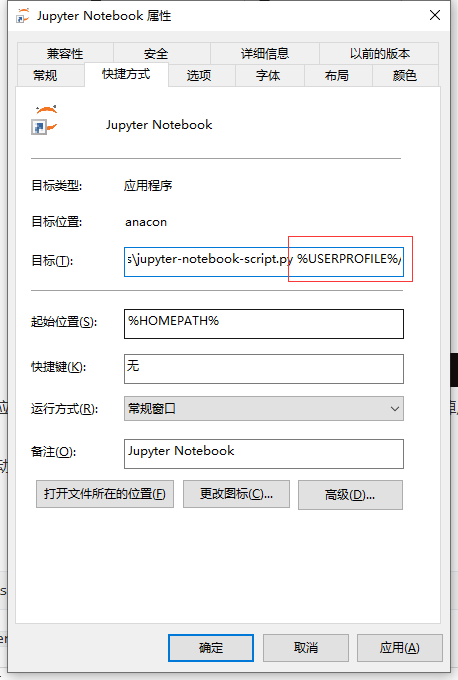 Jupyter Notebook 属性
兼容性 安全 详细信息 以前的版本
常规 快捷方式 选项 字体 布局 颜色
Jupyter Notebook
目标类型: 应用程序
目标位置: anacon
目标(T): s\jupyter-notebook-script.py %USERPROFILE%/
起始位置(S): %HOMEPATH%
快捷键(K): 无
运行方式(R): 常规窗口
备注(O): Jupyter Notebook
打开文件所在的位置(F) 更改图标(C)... 高级(D)...
确定 取消 应用(A)